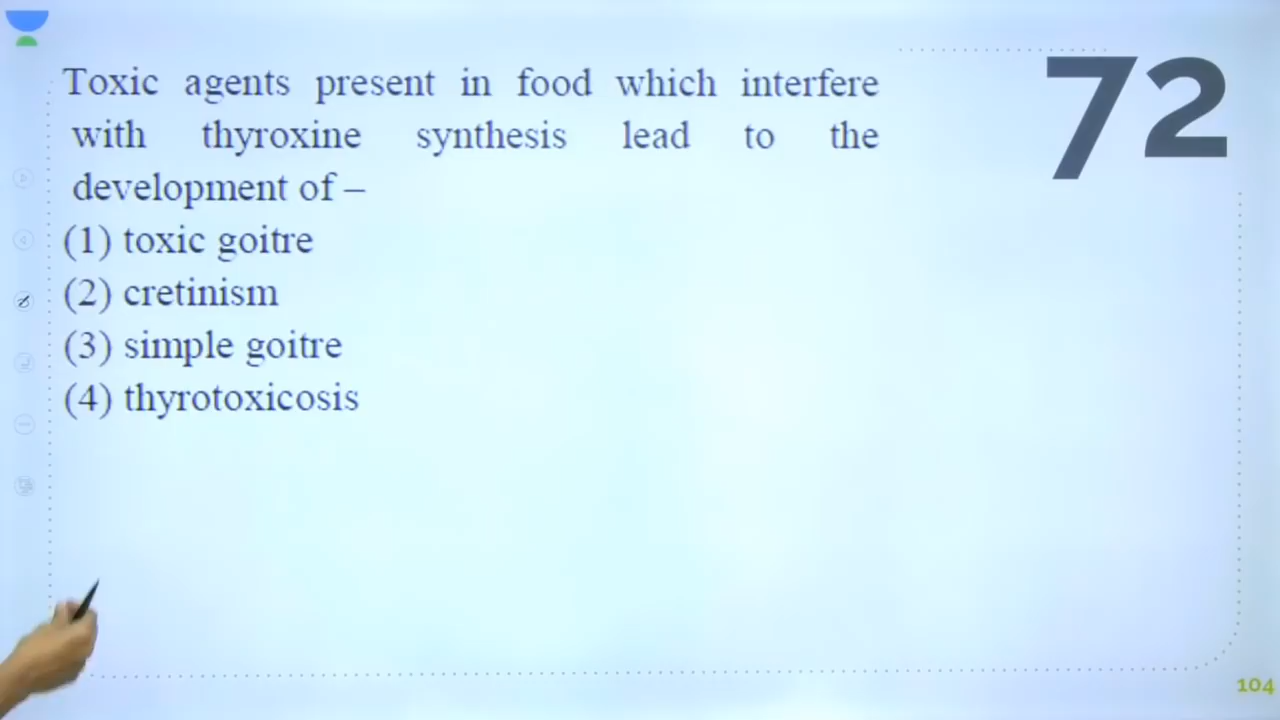 72
Toxic agents present in food which interfere
with thyroxine synthesis lead to the
development of –
(1) toxic goitre
(2) cretinism
(3) simple goitre
(4) thyrotoxicosis
104